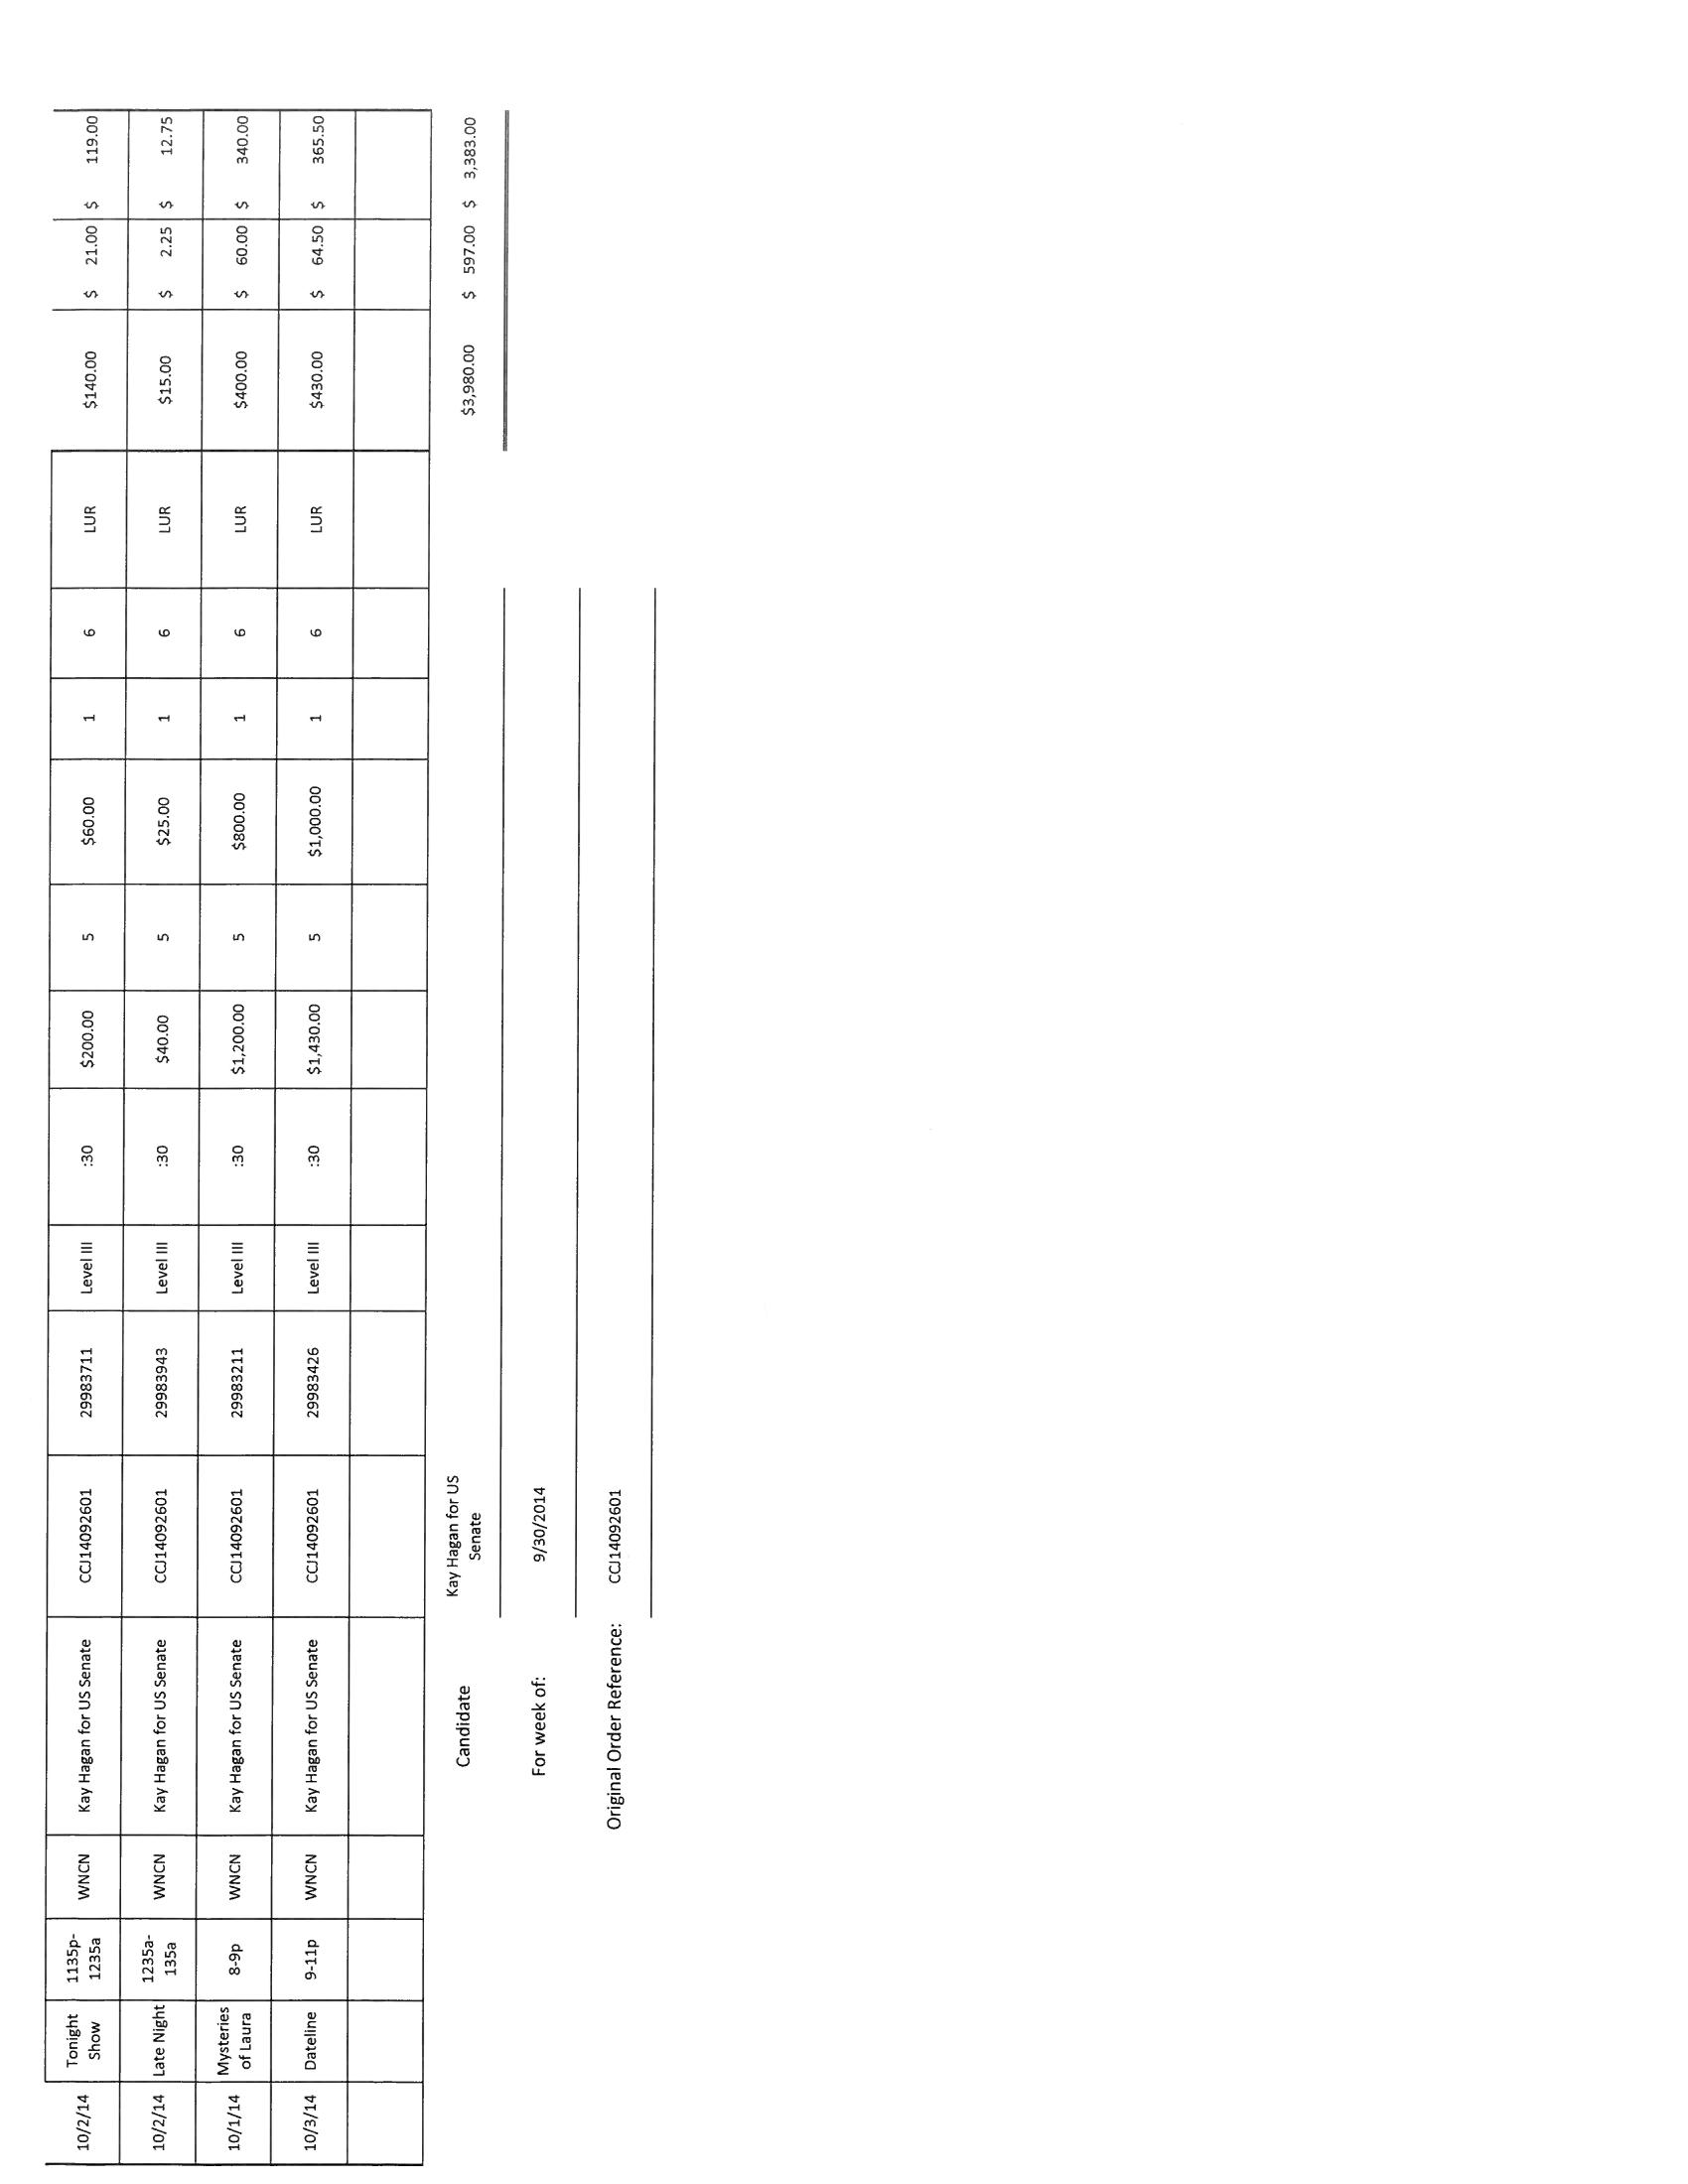 10/2/14 Tonight Show 1135p-1235a WNCN Kay Hagan for US Senate CCJ14092601 29983711 Level III :30 $200.00 5 $60.00 1 6 LUR $140.00 $ 21.00 $ 119.00
10/2/14 Late Night 1235a-135a WNCN Kay Hagan for US Senate CCJ14092601 29983943 Level III :30 $40.00 5 $25.00 1 6 LUR $15.00 $ 2.25 $ 12.75
10/1/14 Mysteries of Laura 8-9p WNCN Kay Hagan for US Senate CCJ14092601 29983211 Level III :30 $1,200.00 5 $800.00 1 6 LUR $400.00 $ 60.00 $ 340.00
10/3/14 Dateline 9-11p WNCN Kay Hagan for US Senate CCJ14092601 29983426 Level III :30 $1,430.00 5 $1,000.00 1 6 LUR $430.00 $ 64.50 $ 365.50
Candidate Kay Hagan for US Senate $3,980.00 $ 597.00 $ 3,383.00
For week of: 9/30/2014
Original Order Reference: CCJ14092601